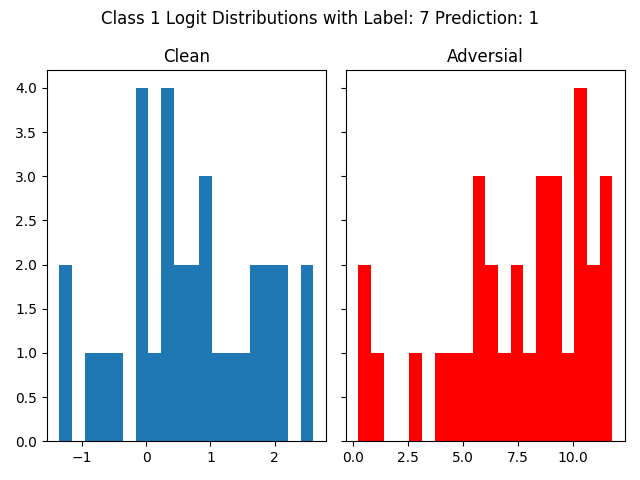 Class 1 Logit Distributions with Label: 7 Prediction: 1
Clean
Adversial
4.0
3.5
3.0
2.5
2.0
1.5
1.0
0.5
0.0
−1 0 1 2
0.0 2.5 5.0 7.5 10.0